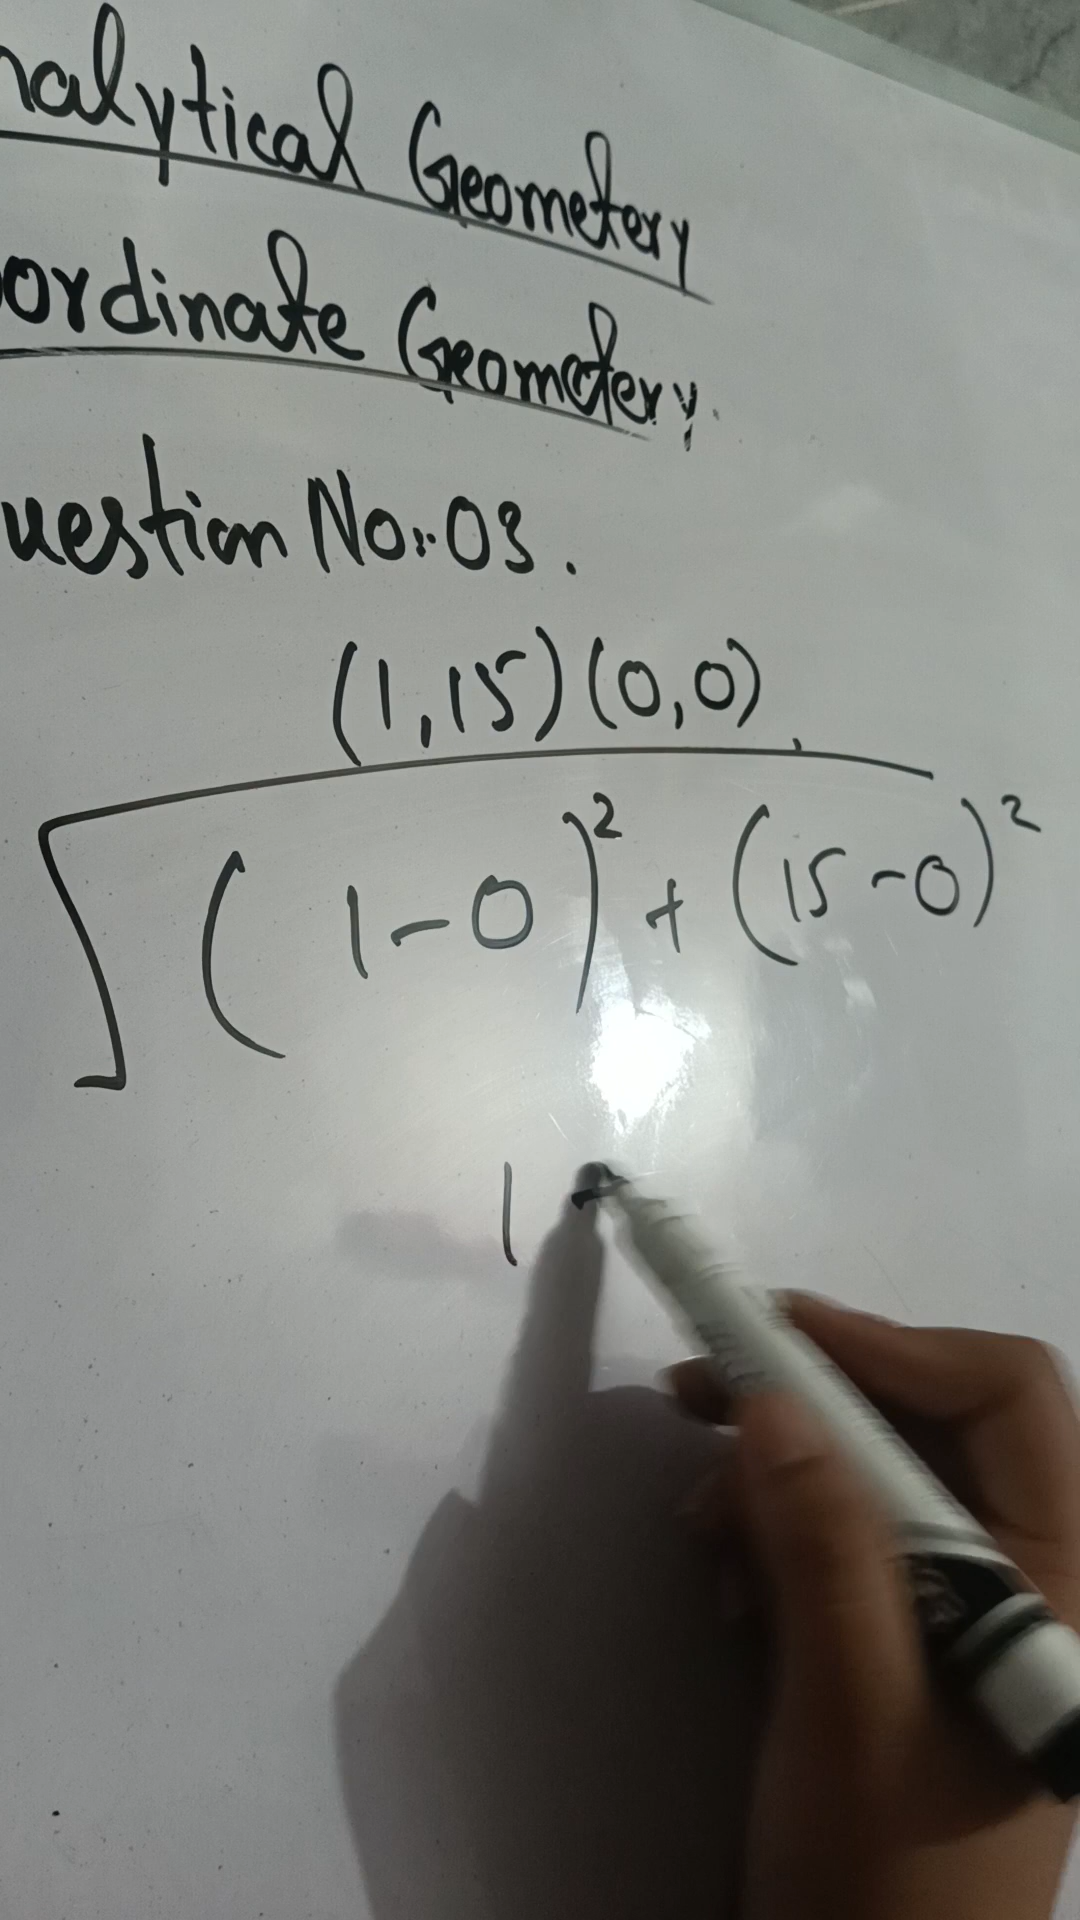 nalytical Geometery
ordinate Geometery.
uestion No:-03.
(1,15)(0,0)
√(1-0)² + (15-0)²
1 -